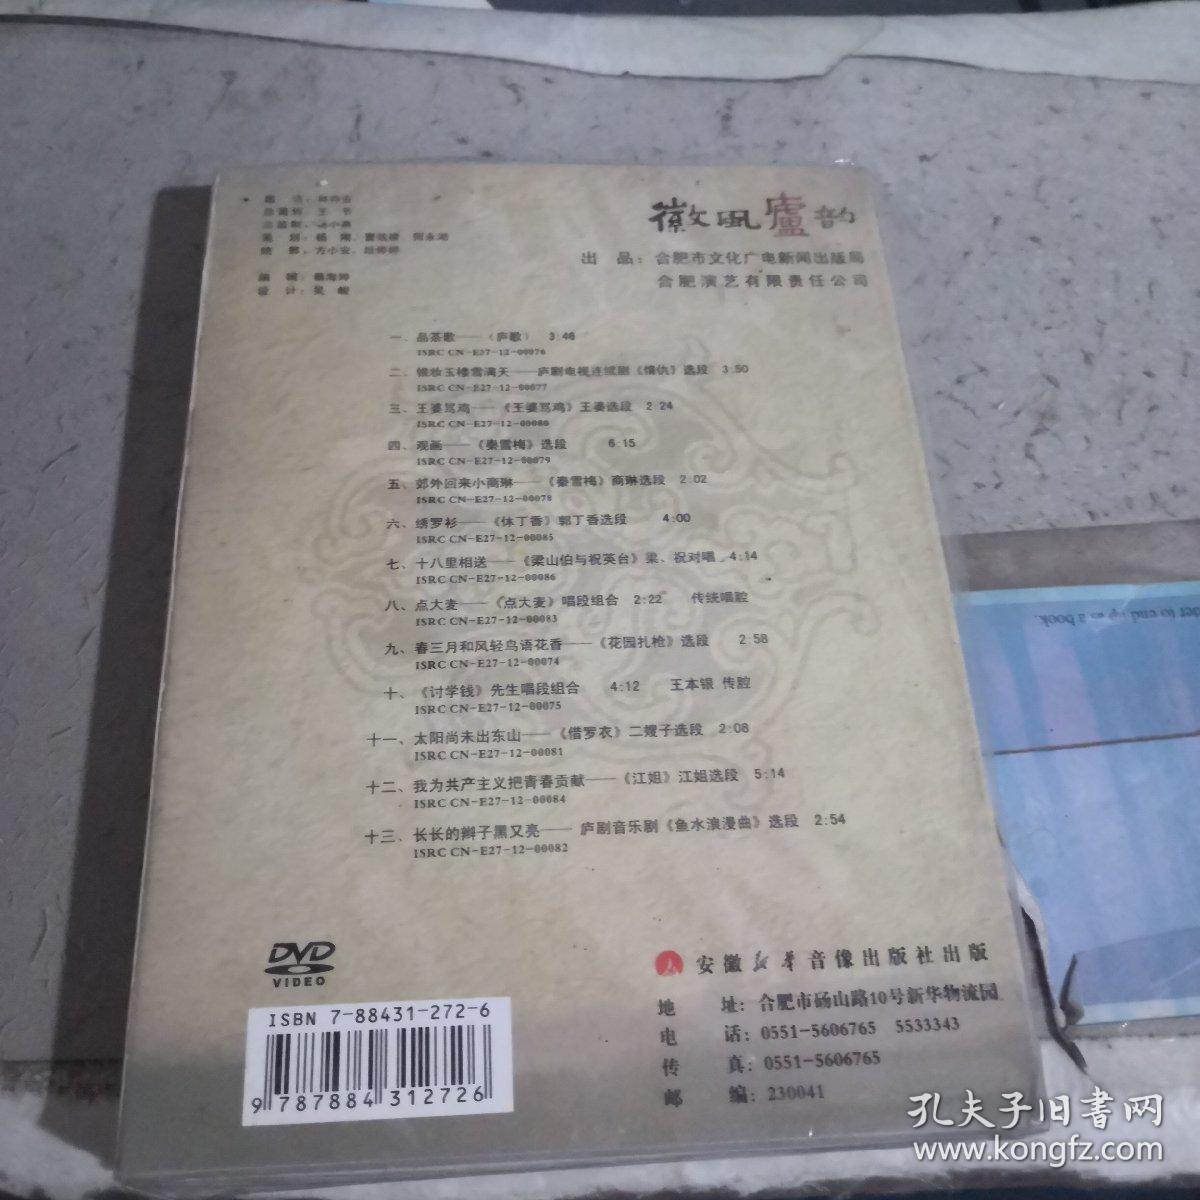 徽风廬韵
出 品：合肥市文化广电新闻出版局
合肥演艺有限责任公司
一、品茶歌——（庐歌） 3:46
ISRC CN-E27-12-00076
二、银妆玉楼雪满天——庐剧电视连续剧《情仇》选段 3:50
ISRC CN-E27-12-00077
三、王婆骂鸡——《王婆骂鸡》王婆选段 2:24
ISRC CN-E27-12-00080
四、观画——《秦雪梅》选段 6:15
ISRC CN-E27-12-00079
五、郊外回来小商琳——《秦雪梅》商琳选段 2:02
ISRC CN-E27-12-00078
六、绣罗衫——《休丁香》郭丁香选段 4:00
ISRC CN-E27-12-00085
七、十八里相送——《梁山伯与祝英台》梁、祝对唱 4:14
ISRC CN-E27-12-00086
八、点大麦——《点大麦》唱段组合 2:22 传统唱腔
ISRC CN-E27-12-00083
九、春三月和风轻鸟语花香——《花园扎枪》选段 2:58
ISRC CN-E27-12-00074
十、《讨学钱》先生唱段组合 4:12 王本银 传腔
ISRC CN-E27-12-00075
十一、太阳尚未出东山——《借罗衣》二嫂子选段 2:08
ISRC CN-E27-12-00081
十二、我为共产主义把青春贡献——《江姐》江姐选段 5:14
ISRC CN-E27-12-00084
十三、长长的辫子黑又亮——庐剧音乐剧《鱼水浪漫曲》选段 2:54
ISRC CN-E27-12-00082
DVD
VIDEO
ISBN 7-88431-272-6
9 787884 312726
安徽新华音像出版社出版
地 址：合肥市砀山路10号新华物流园
电 话：0551-5606765 5533343
传 真：0551-5606765
邮 编：230041
to end up as a book.
孔夫子旧书网
www.kongfz.com